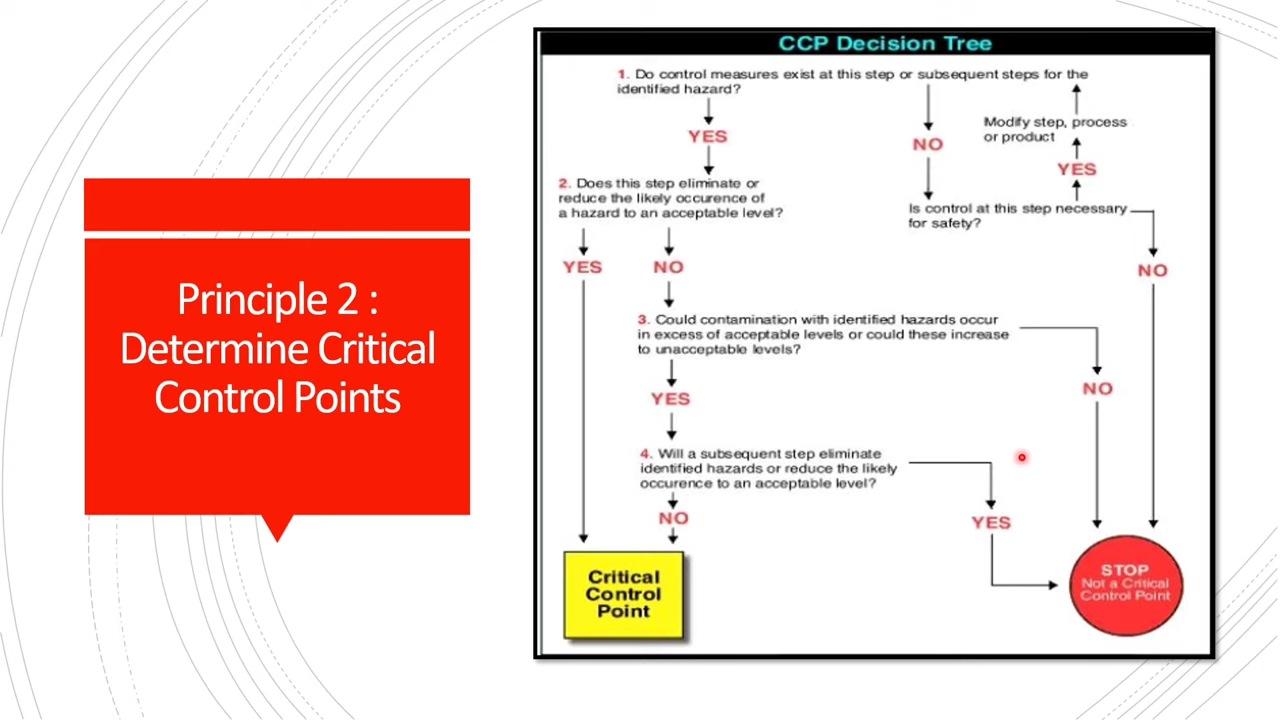 Principle 2 :
Determine Critical
Control Points
CCP Decision Tree
1. Do control measures exist at this step or subsequent steps for the
identified hazard?
YES
NO
Modify step, process
or product
YES
Is control at this step necessary
for safety?
NO
2. Does this step eliminate or
reduce the likely occurence of
a hazard to an acceptable level?
YES
NO
3. Could contamination with identified hazards occur
in excess of acceptable levels or could these increase
to unacceptable levels?
YES
NO
4. Will a subsequent step eliminate
identified hazards or reduce the likely
occurence to an acceptable level?
NO
YES
Critical
Control
Point
STOP
Not a Critical
Control Point